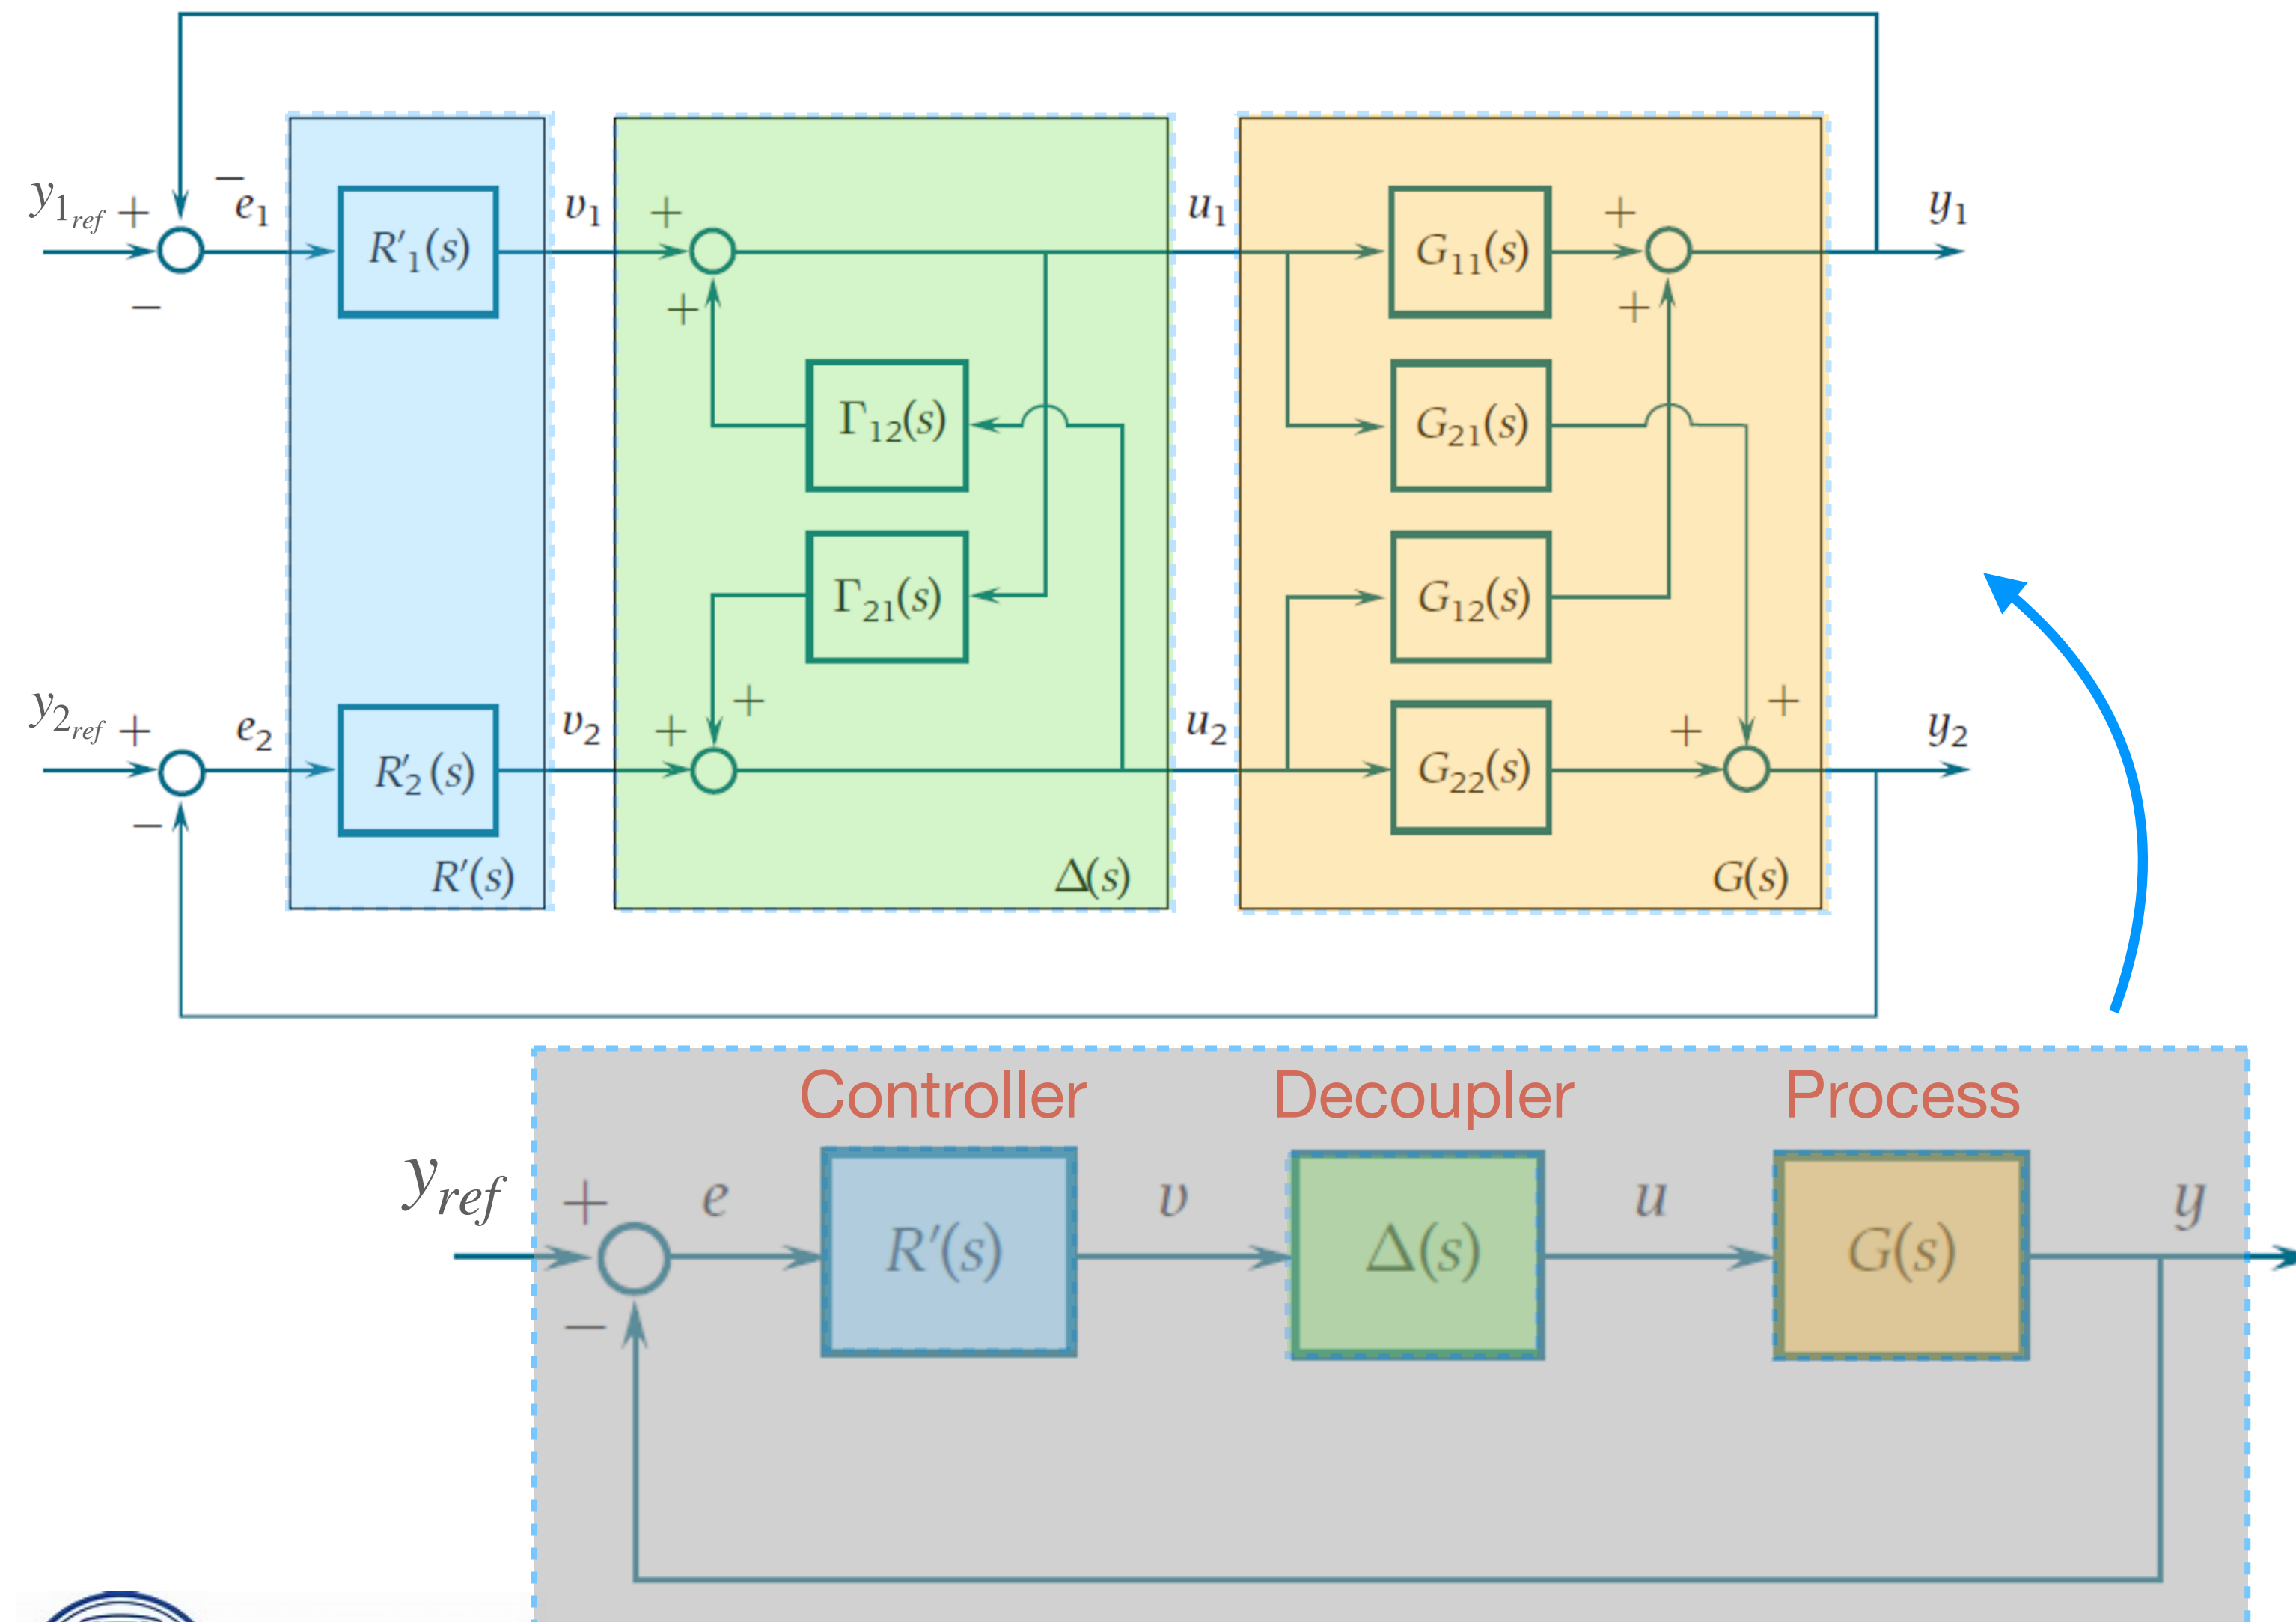 − e₁
y₁ref + R′₁(s) v₁ + u₁ G₁₁(s) + y₁
− + +
Γ₁₂(s) G₂₁(s)
Γ₂₁(s) G₁₂(s)
+ +
y₂ref + e₂ R′₂(s) v₂ + u₂ G₂₂(s) + y₂
−
R′(s) Δ(s) G(s)
Controller Decoupler Process
yref + e R′(s) v Δ(s) u G(s) y
−